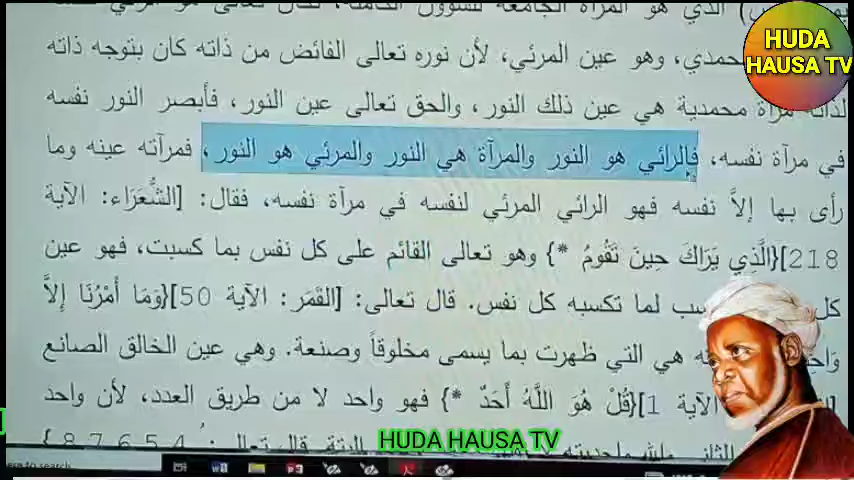 هو المرآة الجامعة
محمدي، وهو عين المرئي، لأن نوره تعالى الفائض من ذاته كان بتوجه ذاته
لذاته مرآة محمدية هي عين ذلك النور، والحق تعالى عين النور، فأبصر النور نفسه
في مرآة نفسه، فالرائي هو النور والمرآة هي النور والمرئي هو النور، فمرآته عينه وما
رأى بها إلاَّ نفسه فهو الرائي المرئي لنفسه في مرآة نفسه، فقال: [الشُّعَرَاء: الآية
218]{الَّذِي يَرَاكَ حِينَ تَقُومُ *} وهو تعالى القائم على كل نفس بما كسبت، فهو عين
كل لما تكسبه كل نفس. قال تعالى: [القَمَر: الآية 50]{وَمَا أَمْرُنَا إِلاَّ
هي التي ظهرت بما يسمى مخلوقاً وصنعة. وهي عين الخالق الصانع
الآية 1]{قُلْ هُوَ اللَّهُ أَحَدٌ *} فهو واحد لا من طريق العدد، لأن واحد
HUDA
HAUSA TV
HUDA HAUSA TV